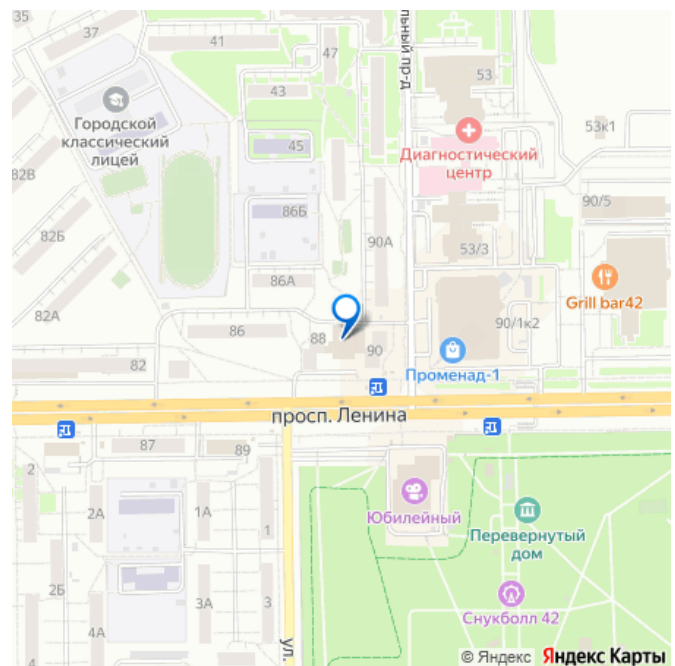 35
37
41
47
льный пр-д
53
43
Городской
классический
лицей
53к1
Диагностический
центр
45
82В
90/5
86Б
82Б
90А
53/3
86А
Grill bar42
82А
86
88
90/1к2
82
90
Променад-1
просп. Ленина
87
89
2
Юбилейный
2А
1А
1
Перевернутый
дом
2Б
3А
3
Снукболл 42
4А
4
ул.
© Яндекс Яндекс Карты